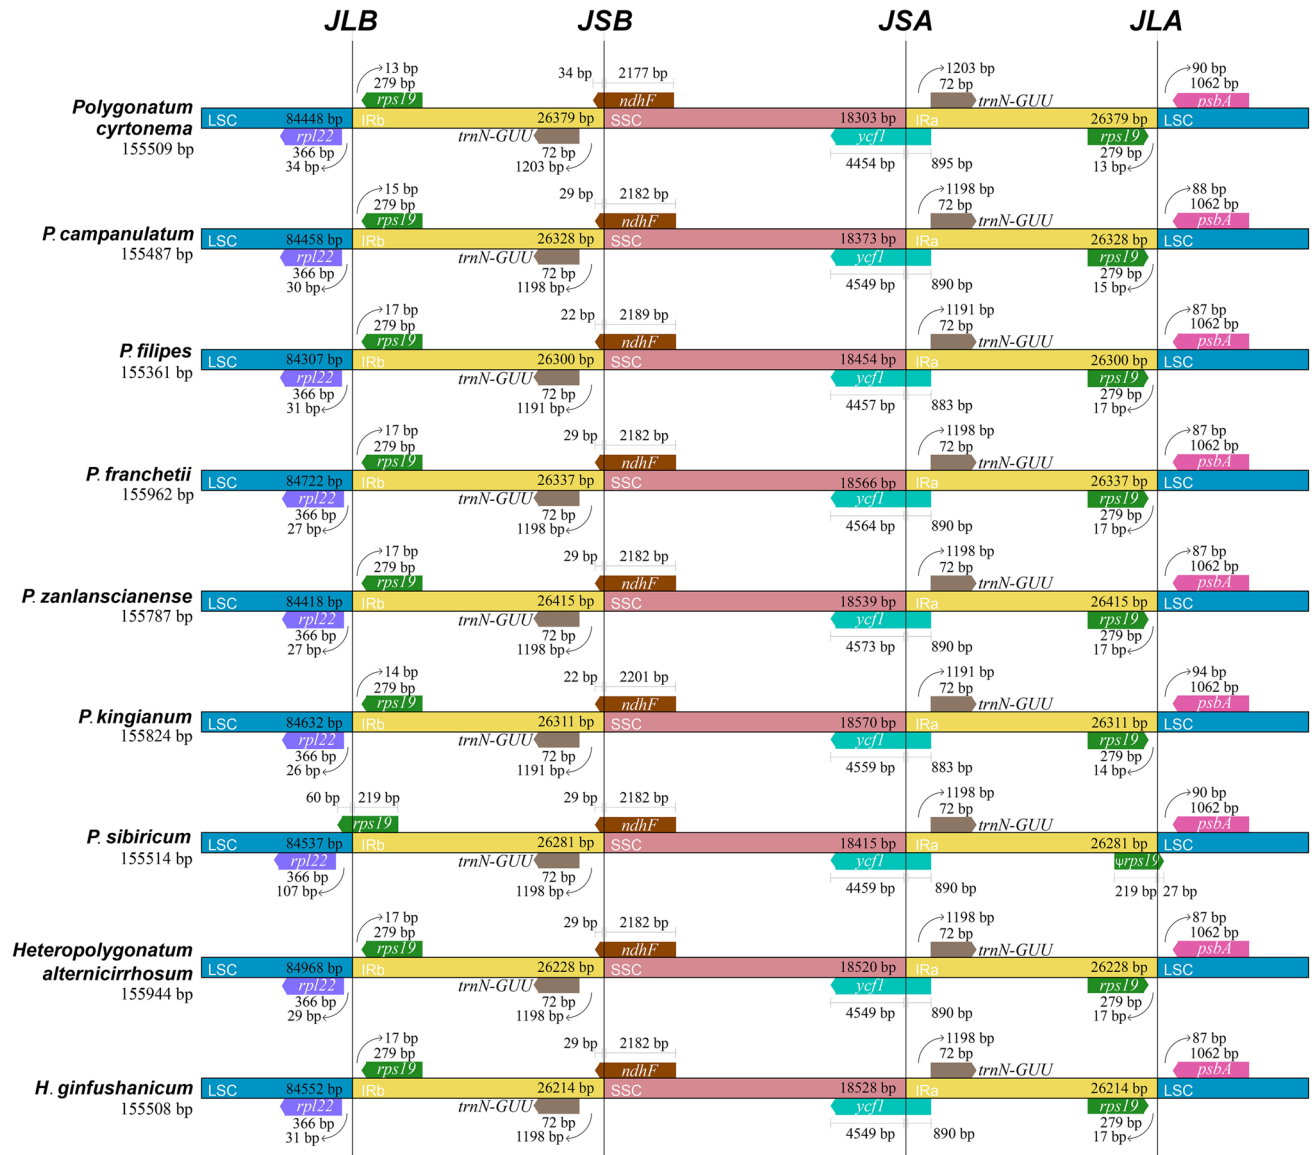 JLB JSB JSA JLA
13 bp 34 bp 2177 bp 1203 bp 90 bp
279 bp 72 bp 1062 bp
rps19 ndhF trnN-GUU psbA
Polygonatum cyrtonema
155509 bp
LSC 84448 bp IRb 26379 bp SSC 18303 bp IRa 26379 bp LSC
rpl22 trnN-GUU ycf1 rps19
366 bp 72 bp 4454 bp 895 bp 279 bp
34 bp 1203 bp 13 bp
15 bp 29 bp 2182 bp 1198 bp 88 bp
279 bp 72 bp 1062 bp
rps19 ndhF trnN-GUU psbA
P. campanulatum
155487 bp
LSC 84458 bp IRb 26328 bp SSC 18373 bp IRa 26328 bp LSC
rpl22 trnN-GUU ycf1 rps19
366 bp 72 bp 4549 bp 890 bp 279 bp
30 bp 1198 bp 15 bp
17 bp 22 bp 2189 bp 1191 bp 87 bp
279 bp 72 bp 1062 bp
rps19 ndhF trnN-GUU psbA
P. filipes
155361 bp
LSC 84307 bp IRb 26300 bp SSC 18454 bp IRa 26300 bp LSC
rpl22 trnN-GUU ycf1 rps19
366 bp 72 bp 4457 bp 883 bp 279 bp
31 bp 1191 bp 17 bp
17 bp 29 bp 2182 bp 1198 bp 87 bp
279 bp 72 bp 1062 bp
rps19 ndhF trnN-GUU psbA
P. franchetii
155962 bp
LSC 84722 bp IRb 26337 bp SSC 18566 bp IRa 26337 bp LSC
rpl22 trnN-GUU ycf1 rps19
366 bp 72 bp 4564 bp 890 bp 279 bp
27 bp 1198 bp 17 bp
17 bp 29 bp 2182 bp 1198 bp 87 bp
279 bp 72 bp 1062 bp
rps19 ndhF trnN-GUU psbA
P. zanlanscianense
155787 bp
LSC 84418 bp IRb 26415 bp SSC 18539 bp IRa 26415 bp LSC
rpl22 trnN-GUU ycf1 rps19
366 bp 72 bp 4573 bp 890 bp 279 bp
27 bp 1198 bp 17 bp
14 bp 22 bp 2201 bp 1191 bp 94 bp
279 bp 72 bp 1062 bp
rps19 ndhF trnN-GUU psbA
P. kingianum
155824 bp
LSC 84632 bp IRb 26311 bp SSC 18570 bp IRa 26311 bp LSC
rpl22 trnN-GUU ycf1 rps19
366 bp 72 bp 4559 bp 883 bp 279 bp
26 bp 1191 bp 14 bp
60 bp 219 bp 29 bp 2182 bp 1198 bp 90 bp
72 bp 1062 bp
rps19 ndhF trnN-GUU psbA
P. sibiricum
155514 bp
LSC 84537 bp IRb 26281 bp SSC 18415 bp IRa 26281 bp LSC
rpl22 trnN-GUU ycf1 ψrps19
366 bp 72 bp 4459 bp 890 bp 219 bp 27 bp
107 bp 1198 bp
17 bp 29 bp 2182 bp 1198 bp 87 bp
279 bp 72 bp 1062 bp
rps19 ndhF trnN-GUU psbA
Heteropolygonatum alternicirrhosum
155944 bp
LSC 84968 bp IRb 26228 bp SSC 18520 bp IRa 26228 bp LSC
rpl22 trnN-GUU ycf1 rps19
366 bp 72 bp 4549 bp 890 bp 279 bp
29 bp 1198 bp 17 bp
17 bp 29 bp 2182 bp 1198 bp 87 bp
279 bp 72 bp 1062 bp
rps19 ndhF trnN-GUU psbA
H. ginfushanicum
155508 bp
LSC 84552 bp IRb 26214 bp SSC 18528 bp IRa 26214 bp LSC
rpl22 trnN-GUU ycf1 rps19
366 bp 72 bp 4549 bp 890 bp 279 bp
31 bp 1198 bp 17 bp